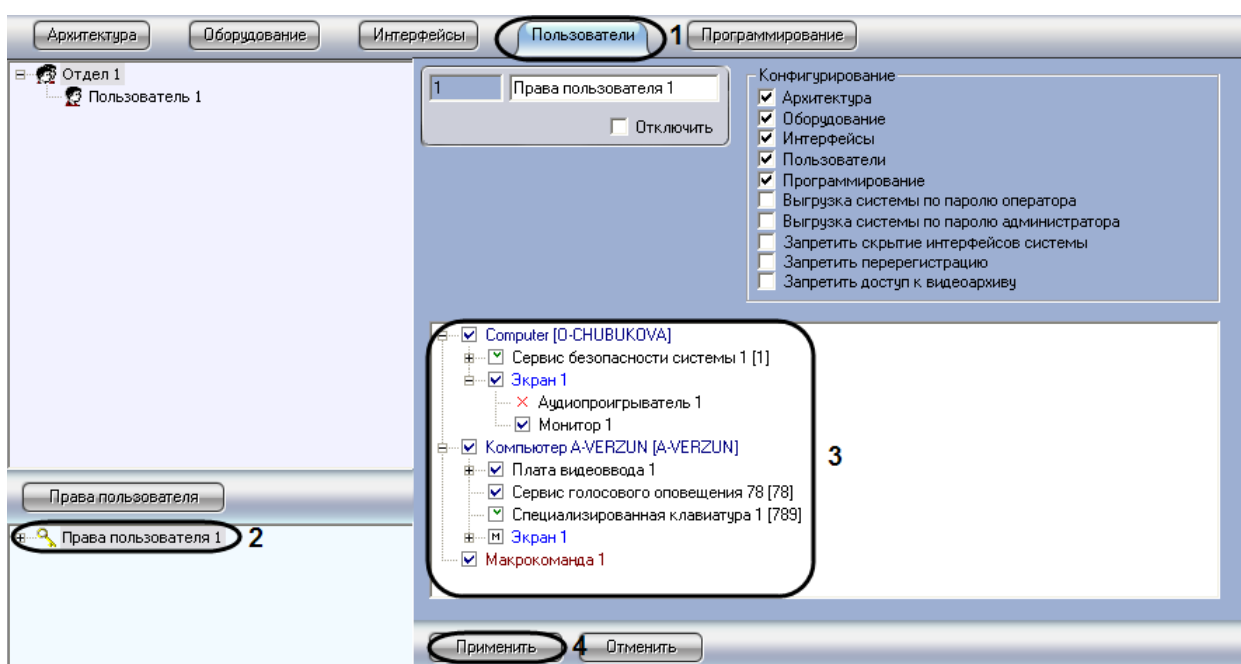 Архитектура Оборудование Интерфейсы Пользователи 1 Программирование
Отдел 1
Пользователь 1
1 Права пользователя 1
Отключить
Конфигурирование
Архитектура
Оборудование
Интерфейсы
Пользователи
Программирование
Выгрузка системы по паролю оператора
Выгрузка системы по паролю администратора
Запретить скрытие интерфейсов системы
Запретить перерегистрацию
Запретить доступ к видеоархиву
Права пользователя
Права пользователя 1 2
Computer [O-CHUBUKOVA]
Сервис безопасности системы 1 [1]
Экран 1
Аудиопроигрыватель 1
Монитор 1
Компьютер A-VERZUN [A-VERZUN]
3
Плата видеоввода 1
Сервис голосового оповещения 78 [78]
Специализированная клавиатура 1 [789]
М Экран 1
Макрокоманда 1
Применить 4 Отменить